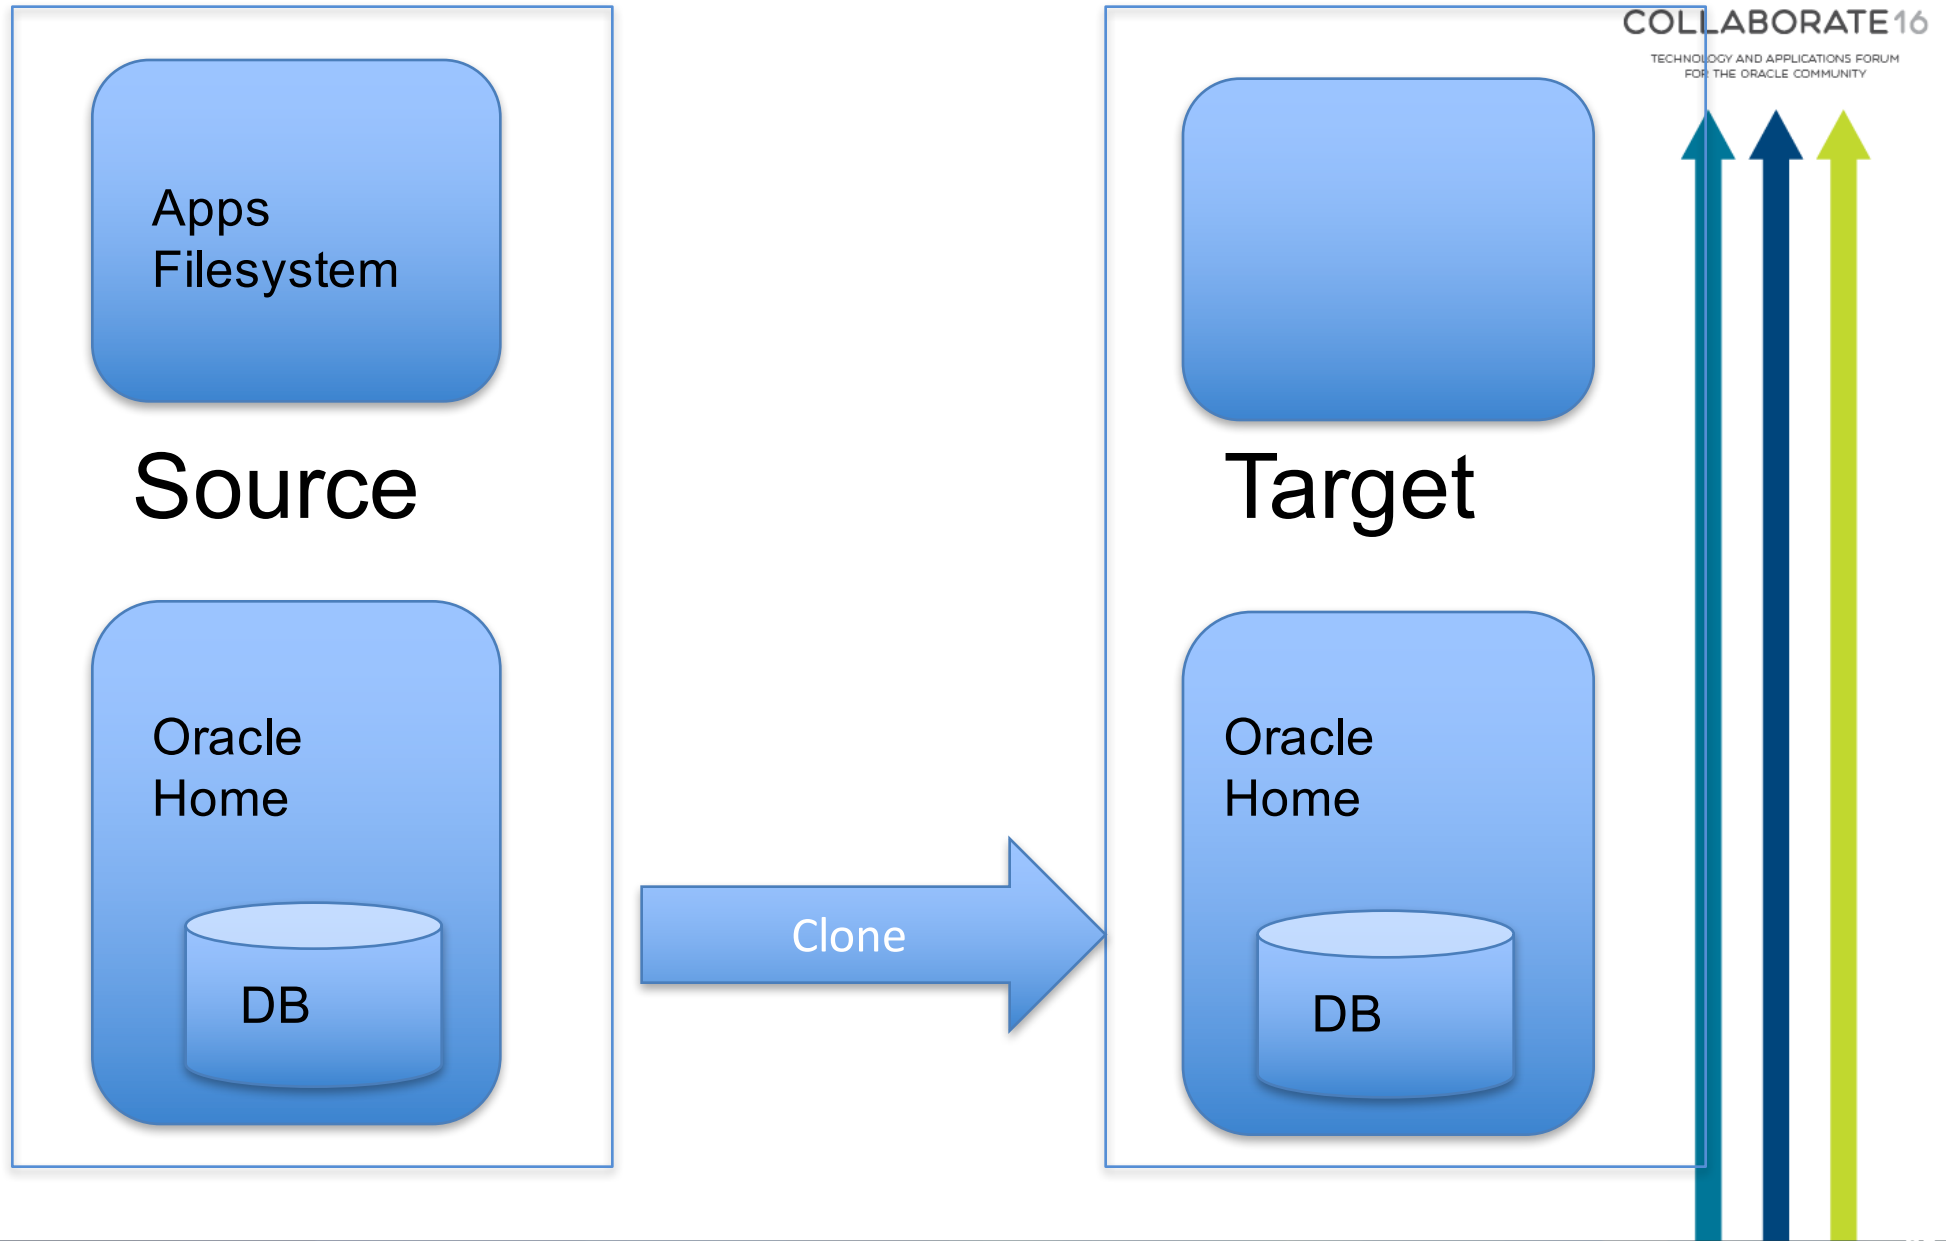 COLLABORATE16
TECHNOLOGY AND APPLICATIONS FORUM
FOR THE ORACLE COMMUNITY
Apps
Filesystem
Source
Target
Oracle
Home
DB
Clone
Oracle
Home
DB